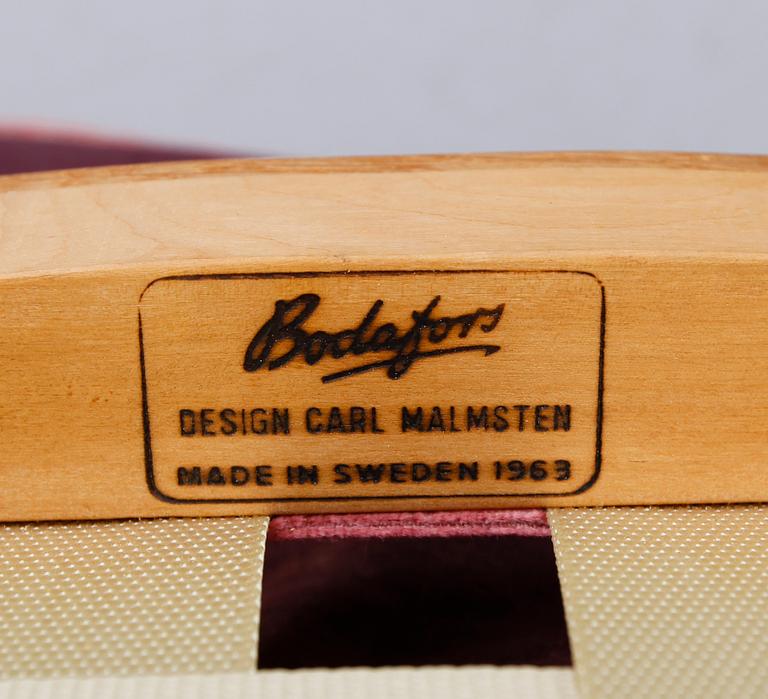 Bodafors
DESIGN CARL MALMSTEN
MADE IN SWEDEN 1963